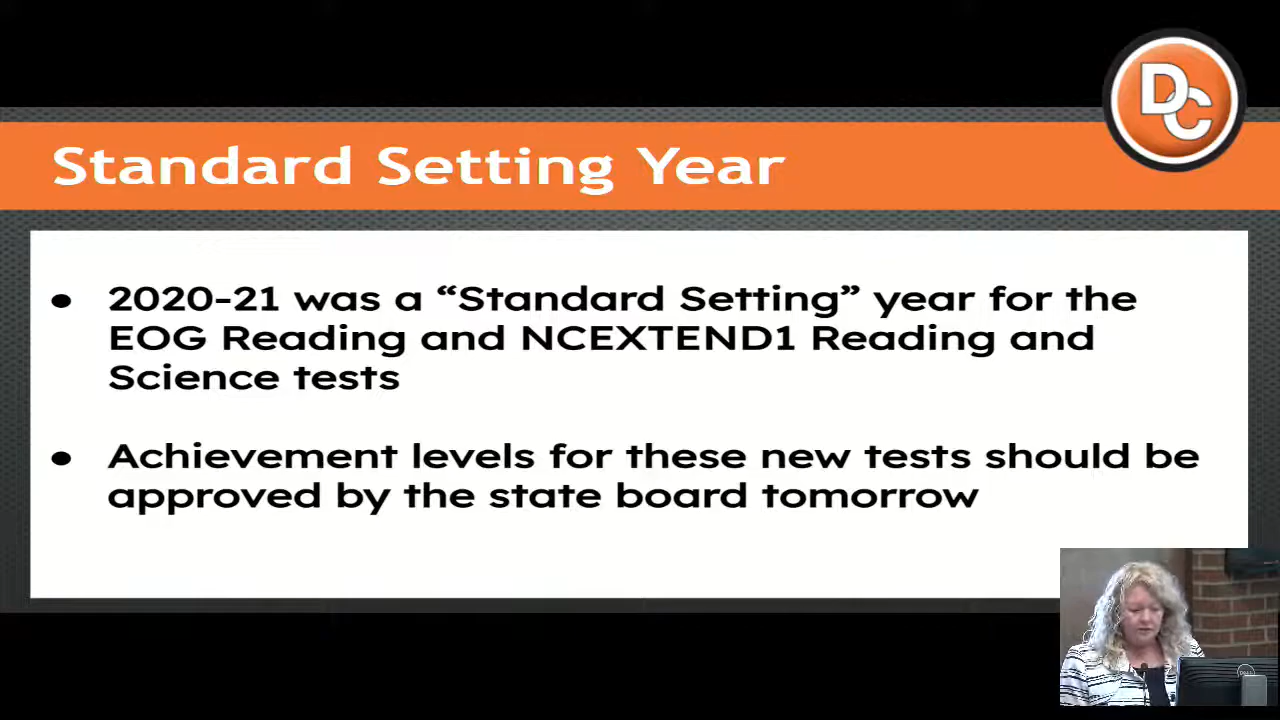 DC
Standard Setting Year
● 2020-21 was a “Standard Setting” year for the
EOG Reading and NCEXTEND1 Reading and
Science tests
● Achievement levels for these new tests should be
approved by the state board tomorrow
DELL